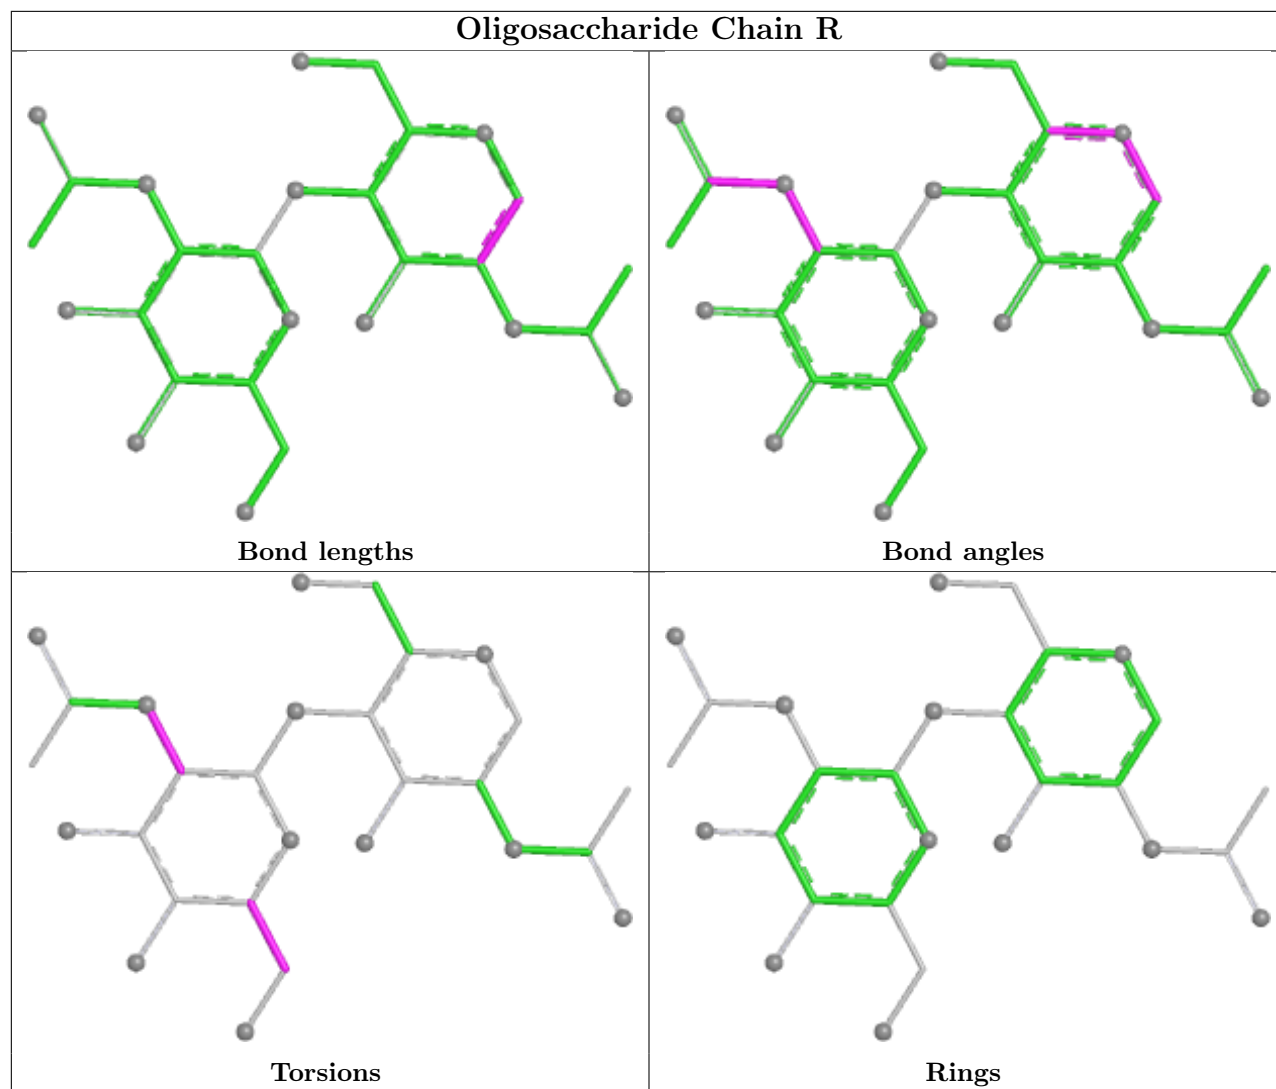 Oligosaccharide Chain R
Bond lengths
Bond angles
Torsions
Rings